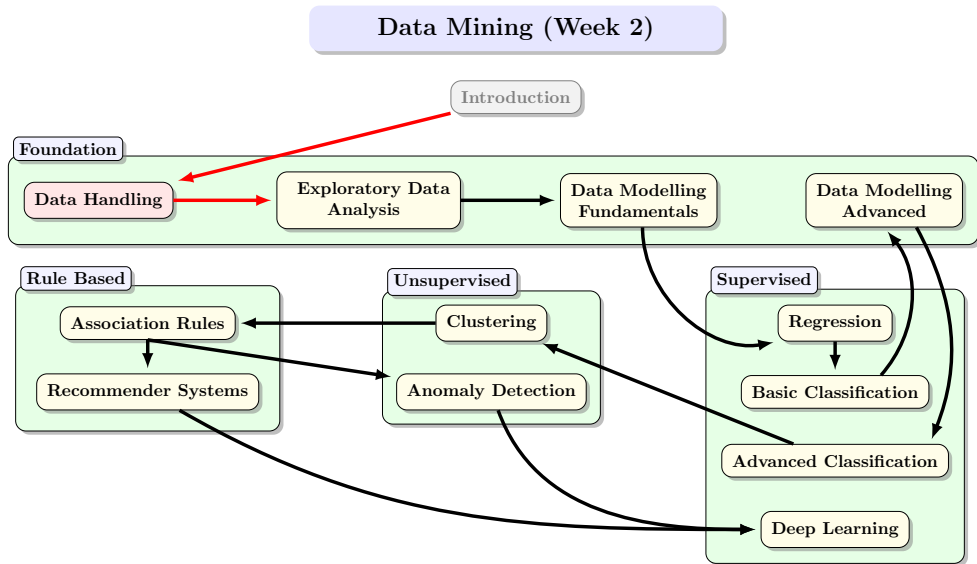 Data Mining (Week 2)
Introduction
Foundation
Data Handling
Exploratory Data
Analysis
Data Modelling
Fundamentals
Data Modelling
Advanced
Rule Based
Association Rules
Recommender Systems
Unsupervised
Clustering
Anomaly Detection
Supervised
Regression
Basic Classification
Advanced Classification
Deep Learning